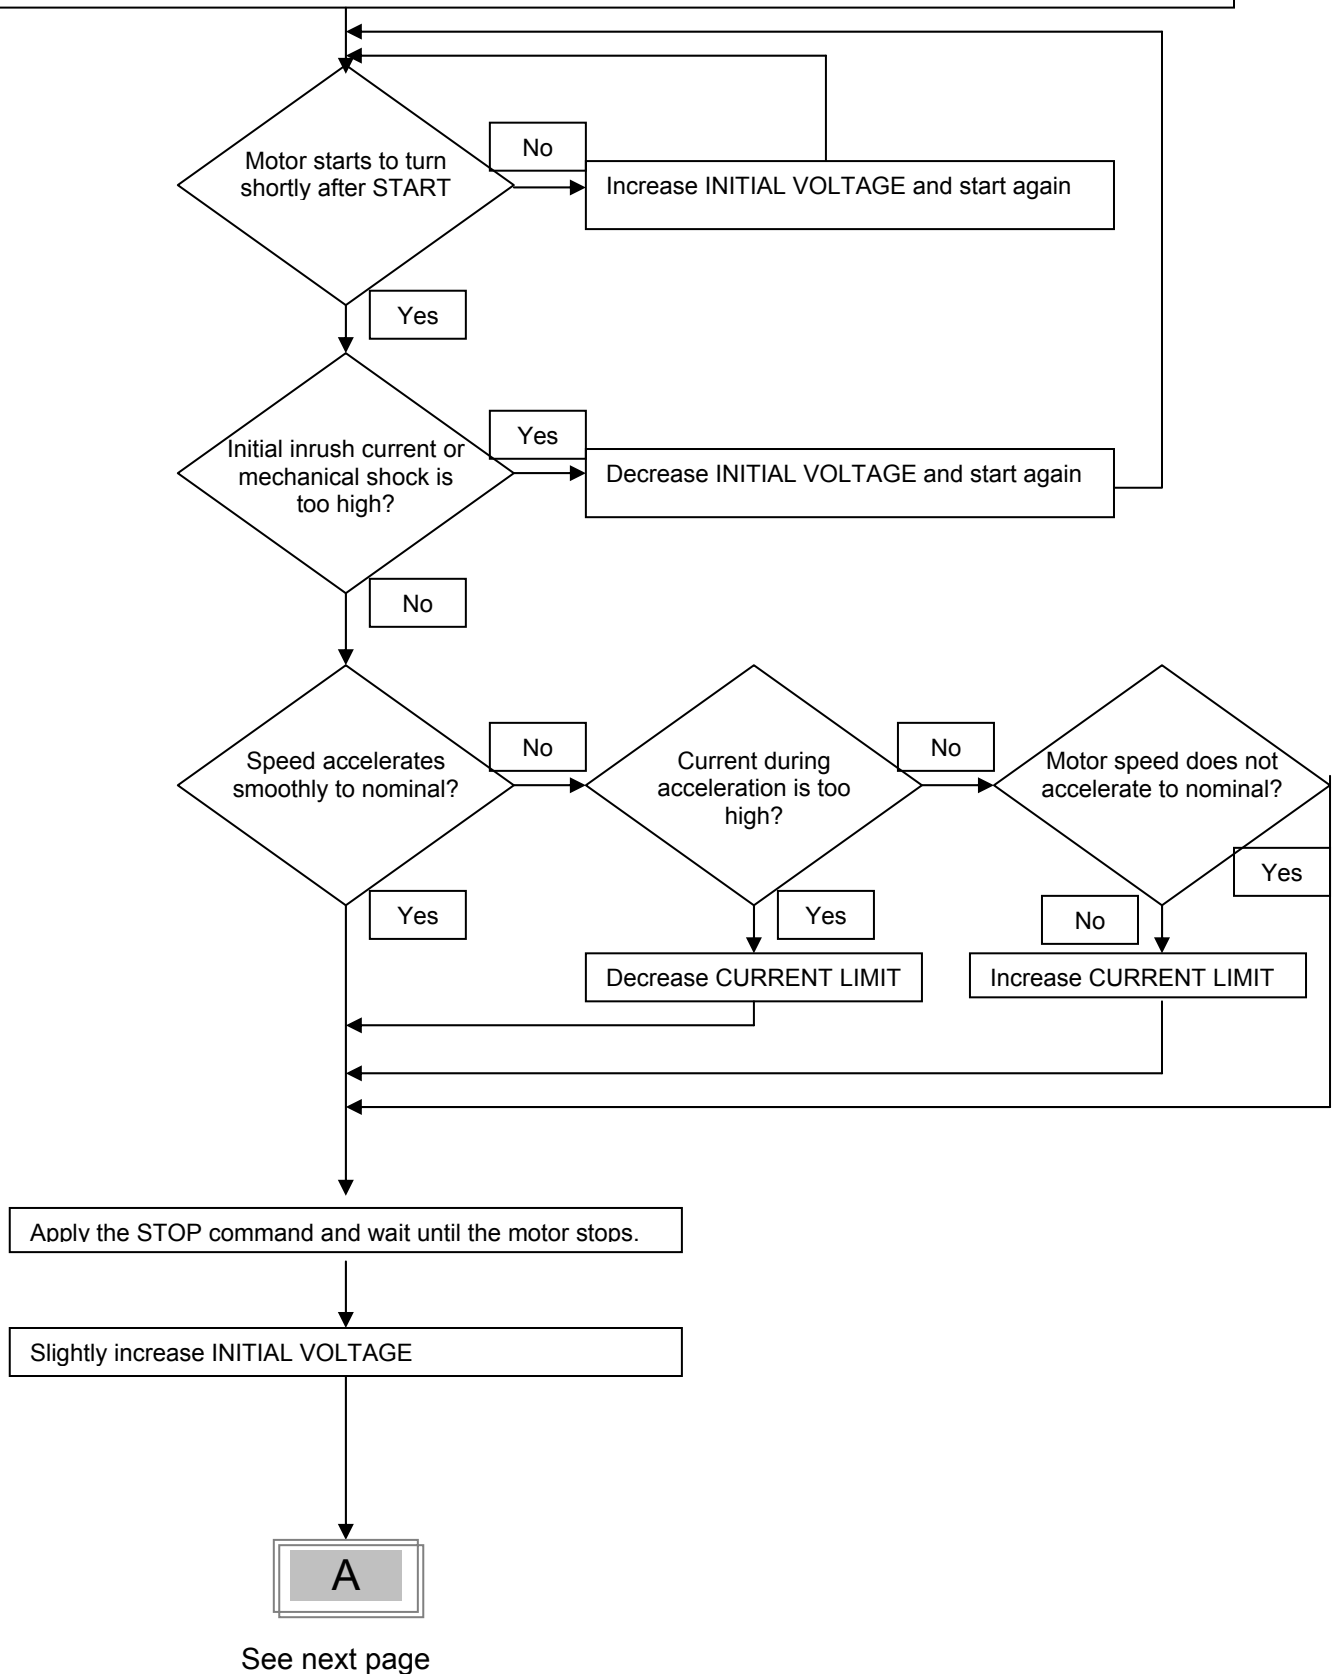 Motor starts to turn
shortly after START
No
Increase INITIAL VOLTAGE and start again
Yes
Initial inrush current or
mechanical shock is
too high?
Yes
Decrease INITIAL VOLTAGE and start again
No
Speed accelerates
smoothly to nominal?
No
Current during
acceleration is too
high?
No
Motor speed does not
accelerate to nominal?
Yes
Yes
Yes
No
Decrease CURRENT LIMIT
Increase CURRENT LIMIT
Apply the STOP command and wait until the motor stops.
Slightly increase INITIAL VOLTAGE
A
See next page